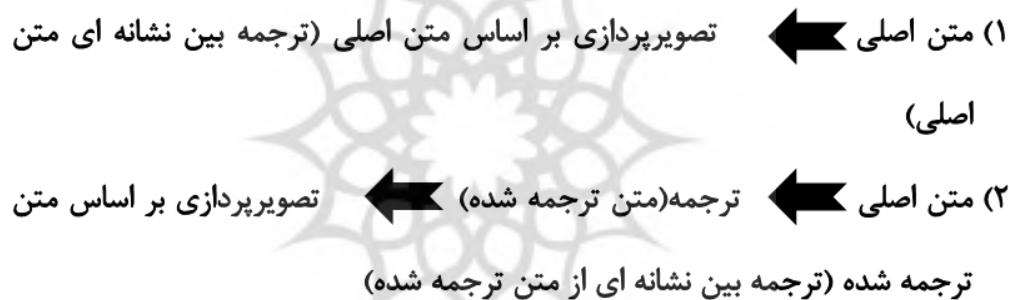 ۱) متن اصلی تصویرپردازی بر اساس متن اصلی (ترجمه بین نشانه ای متن
اصلی)
۲) متن اصلی ترجمه(متن ترجمه شده) تصویرپردازی بر اساس متن
ترجمه شده (ترجمه بین نشانه ای از متن ترجمه شده)